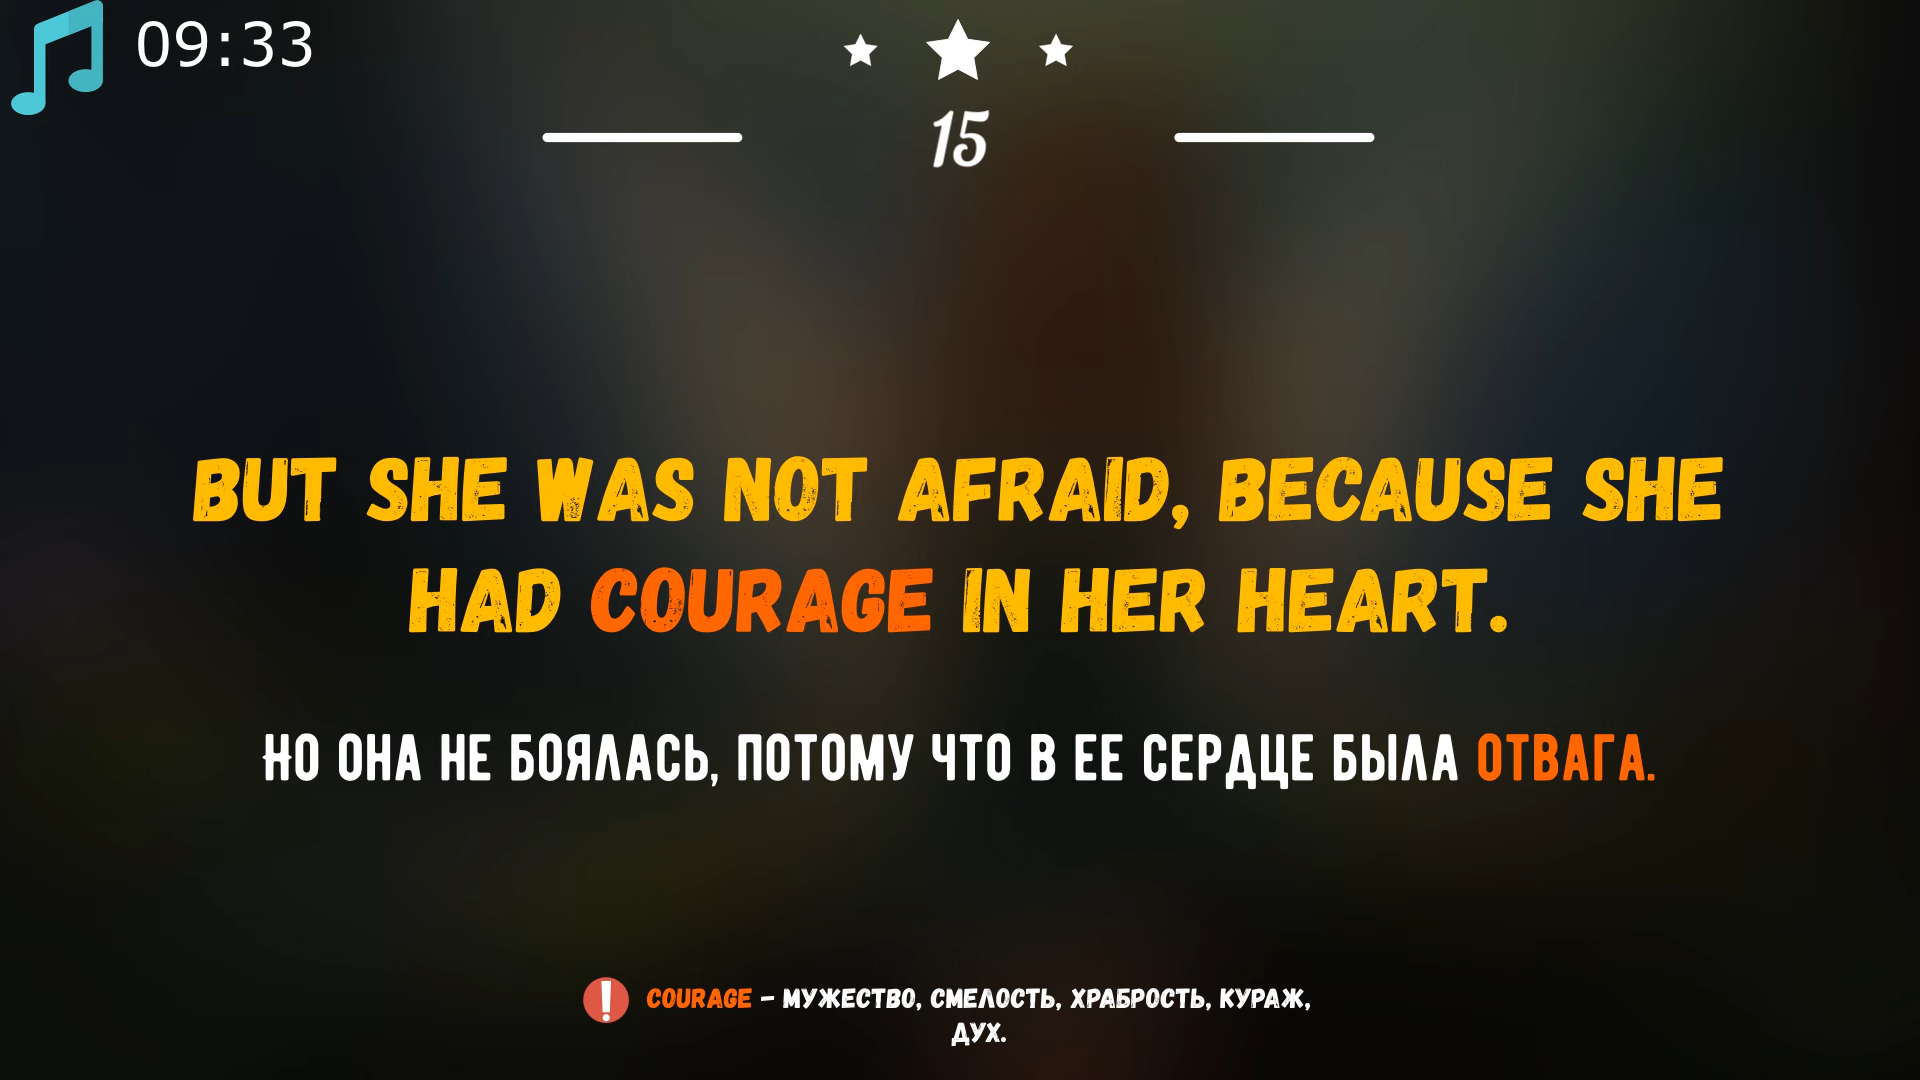 09:33
15
BUT SHE WAS NOT AFRAID, BECAUSE SHE
HAD COURAGE IN HER HEART.
НО ОНА НЕ БОЯЛАСЬ, ПОТОМУ ЧТО В ЕЕ СЕРДЦЕ БЫЛА ОТВАГА.
COURAGE – МУЖЕСТВО, СМЕЛОСТЬ, ХРАБРОСТЬ, КУРАЖ,
ДУХ.